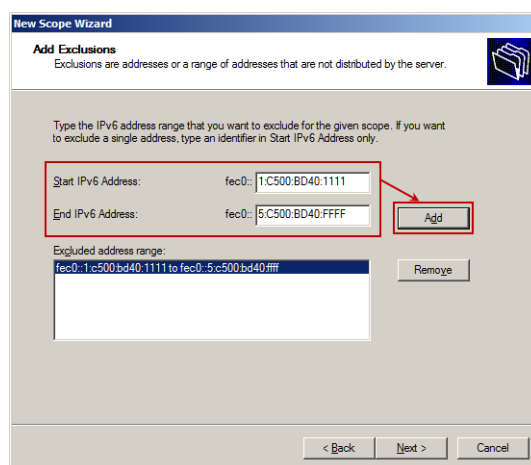 New Scope Wizard
Add Exclusions
Exclusions are addresses or a range of addresses that are not distributed by the server.
Type the IPv6 address range that you want to exclude for the given scope. If you want
to exclude a single address, type an identifier in Start IPv6 Address only.
Start IPv6 Address: fec0:: 1:C500:BD40:1111
End IPv6 Address: fec0:: 5:C500:BD40:FFFF
Add
Excluded address range:
fec0::1:c500:bd40:1111 to fec0::5:c500:bd40:ffff
Remove
< Back Next > Cancel